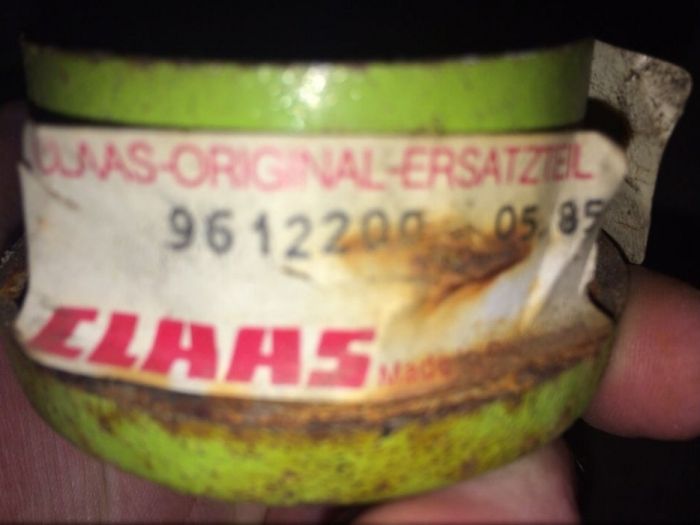 CLAAS-ORIGINAL-ERSATZTEIL
9612200 - 05.85
CLAAS
Made